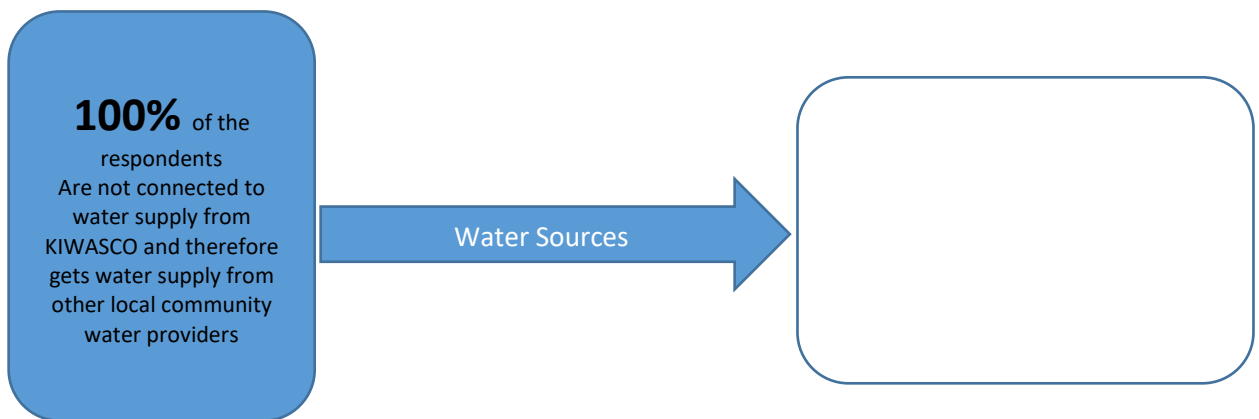 100% of the
respondents
Are not connected to
water supply from
KIWASCO and therefore
gets water supply from
other local community
water providers
Water Sources